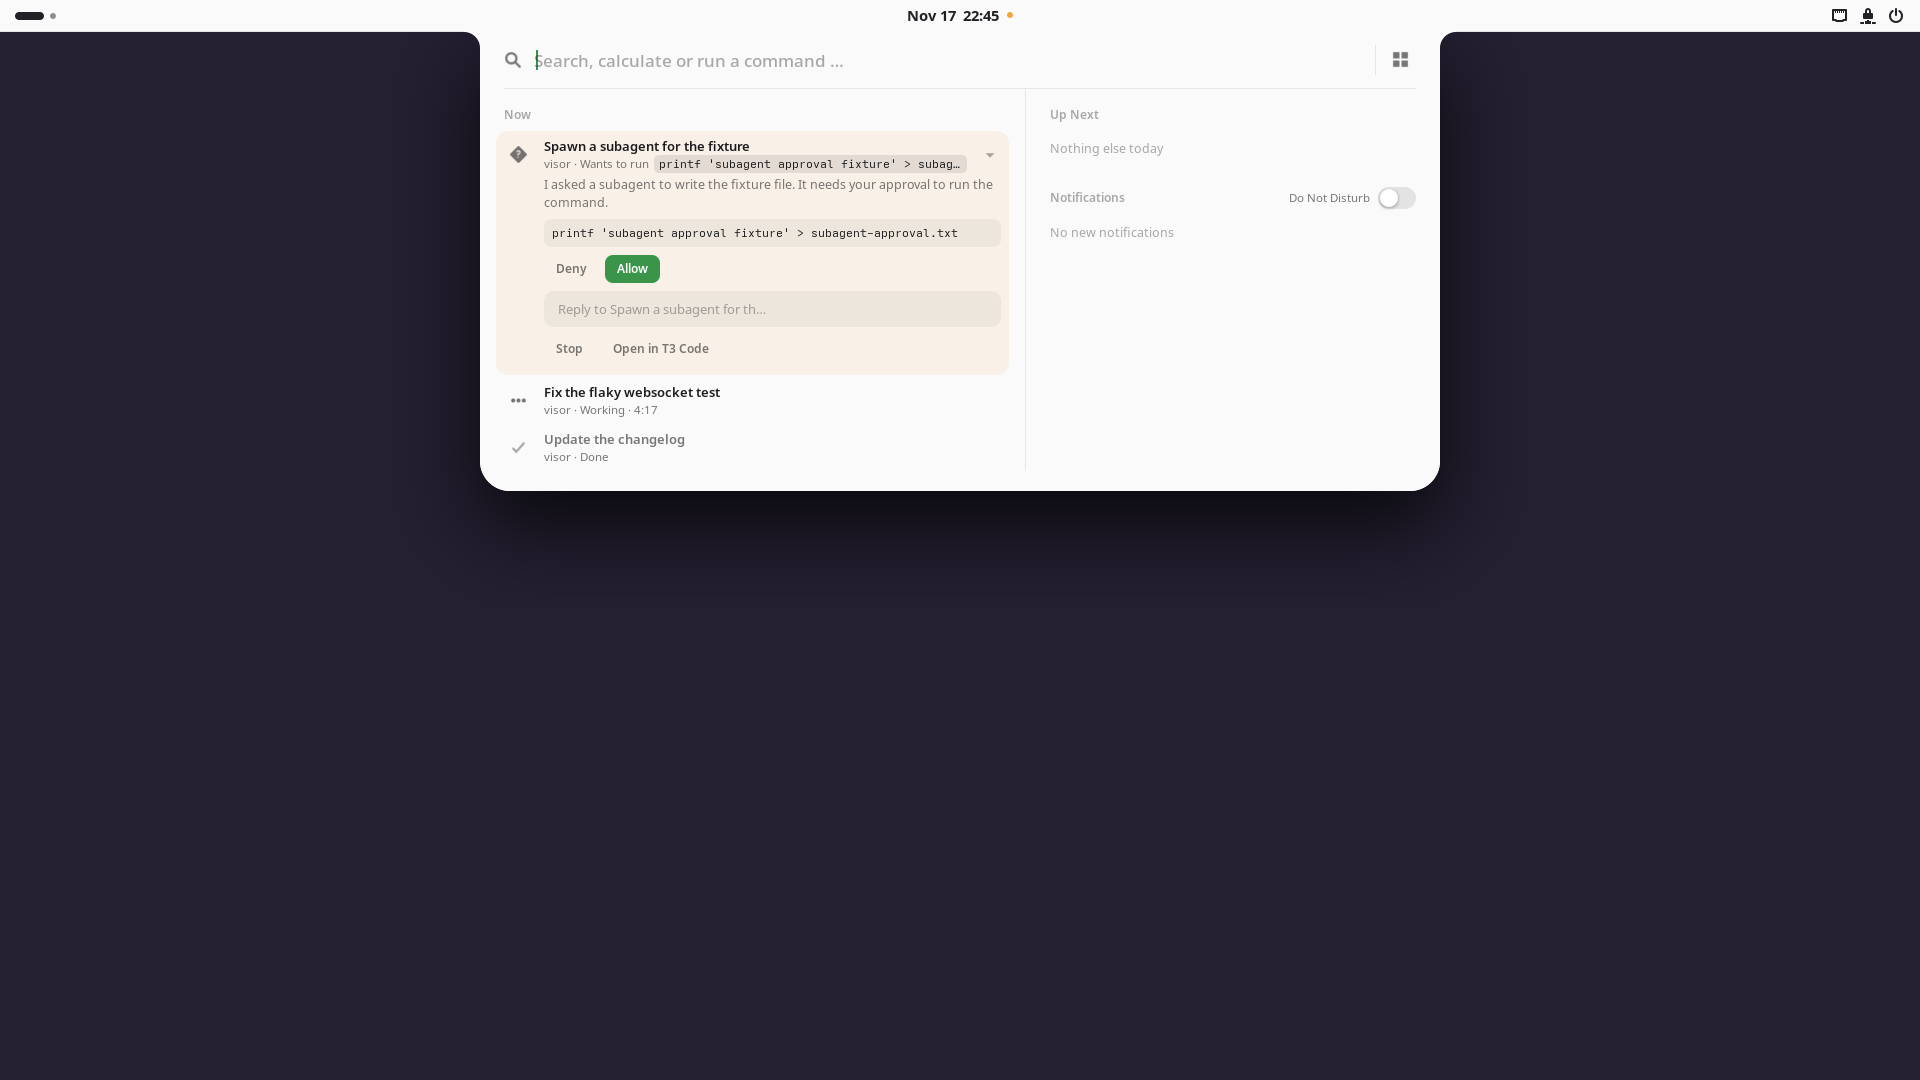 Nov 17 22:45
Search, calculate or run a command ...
Now
Spawn a subagent for the fixture
visor · Wants to run printf 'subagent approval fixture' > subag…
I asked a subagent to write the fixture file. It needs your approval to run the
command.
printf 'subagent approval fixture' > subagent-approval.txt
Deny Allow
Reply to Spawn a subagent for th…
Stop Open in T3 Code
Fix the flaky websocket test
visor · Working · 4:17
Update the changelog
visor · Done
Up Next
Nothing else today
Notifications Do Not Disturb
No new notifications